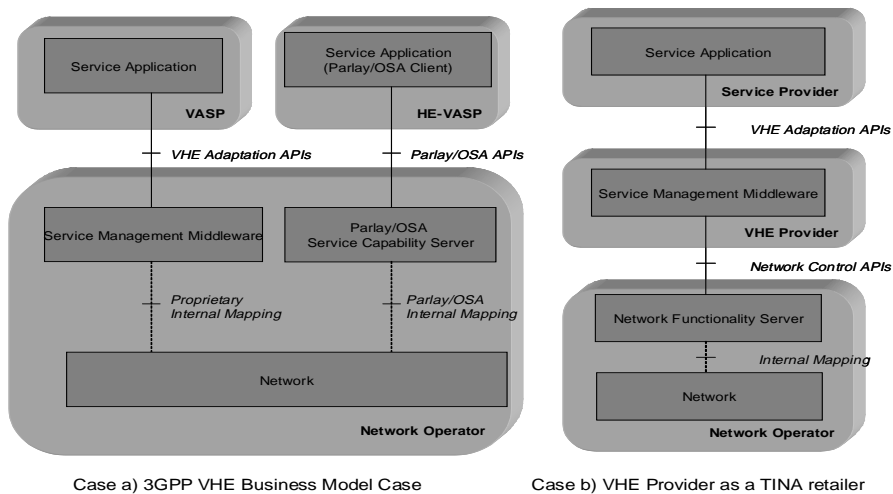 Service Application
VASP
Service Application
(Parlay/OSA Client)
HE-VASP
VHE Adaptation APIs
Parlay/OSA APIs
Service Management Middleware
Parlay/OSA
Service Capability Server
Proprietary
Internal Mapping
Parlay/OSA
Internal Mapping
Network
Network Operator
Case a) 3GPP VHE Business Model Case
Service Application
Service Provider
VHE Adaptation APIs
Service Management Middleware
VHE Provider
Network Control APIs
Network Functionality Server
Internal Mapping
Network
Network Operator
Case b) VHE Provider as a TINA retailer